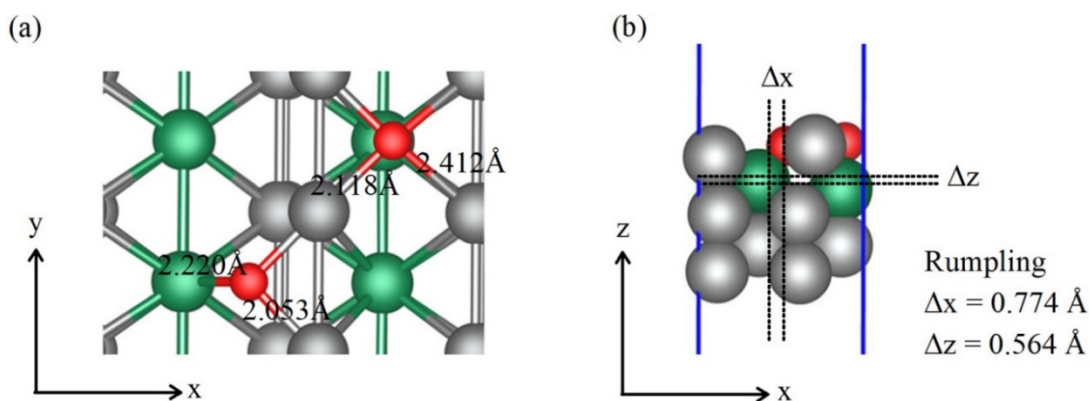 (a)
2.412Å
2.118Å
2.220Å
2.053Å
y
x
(b)
Δx
Δz
z
x
Rumpling
Δx = 0.774 Å
Δz = 0.564 Å